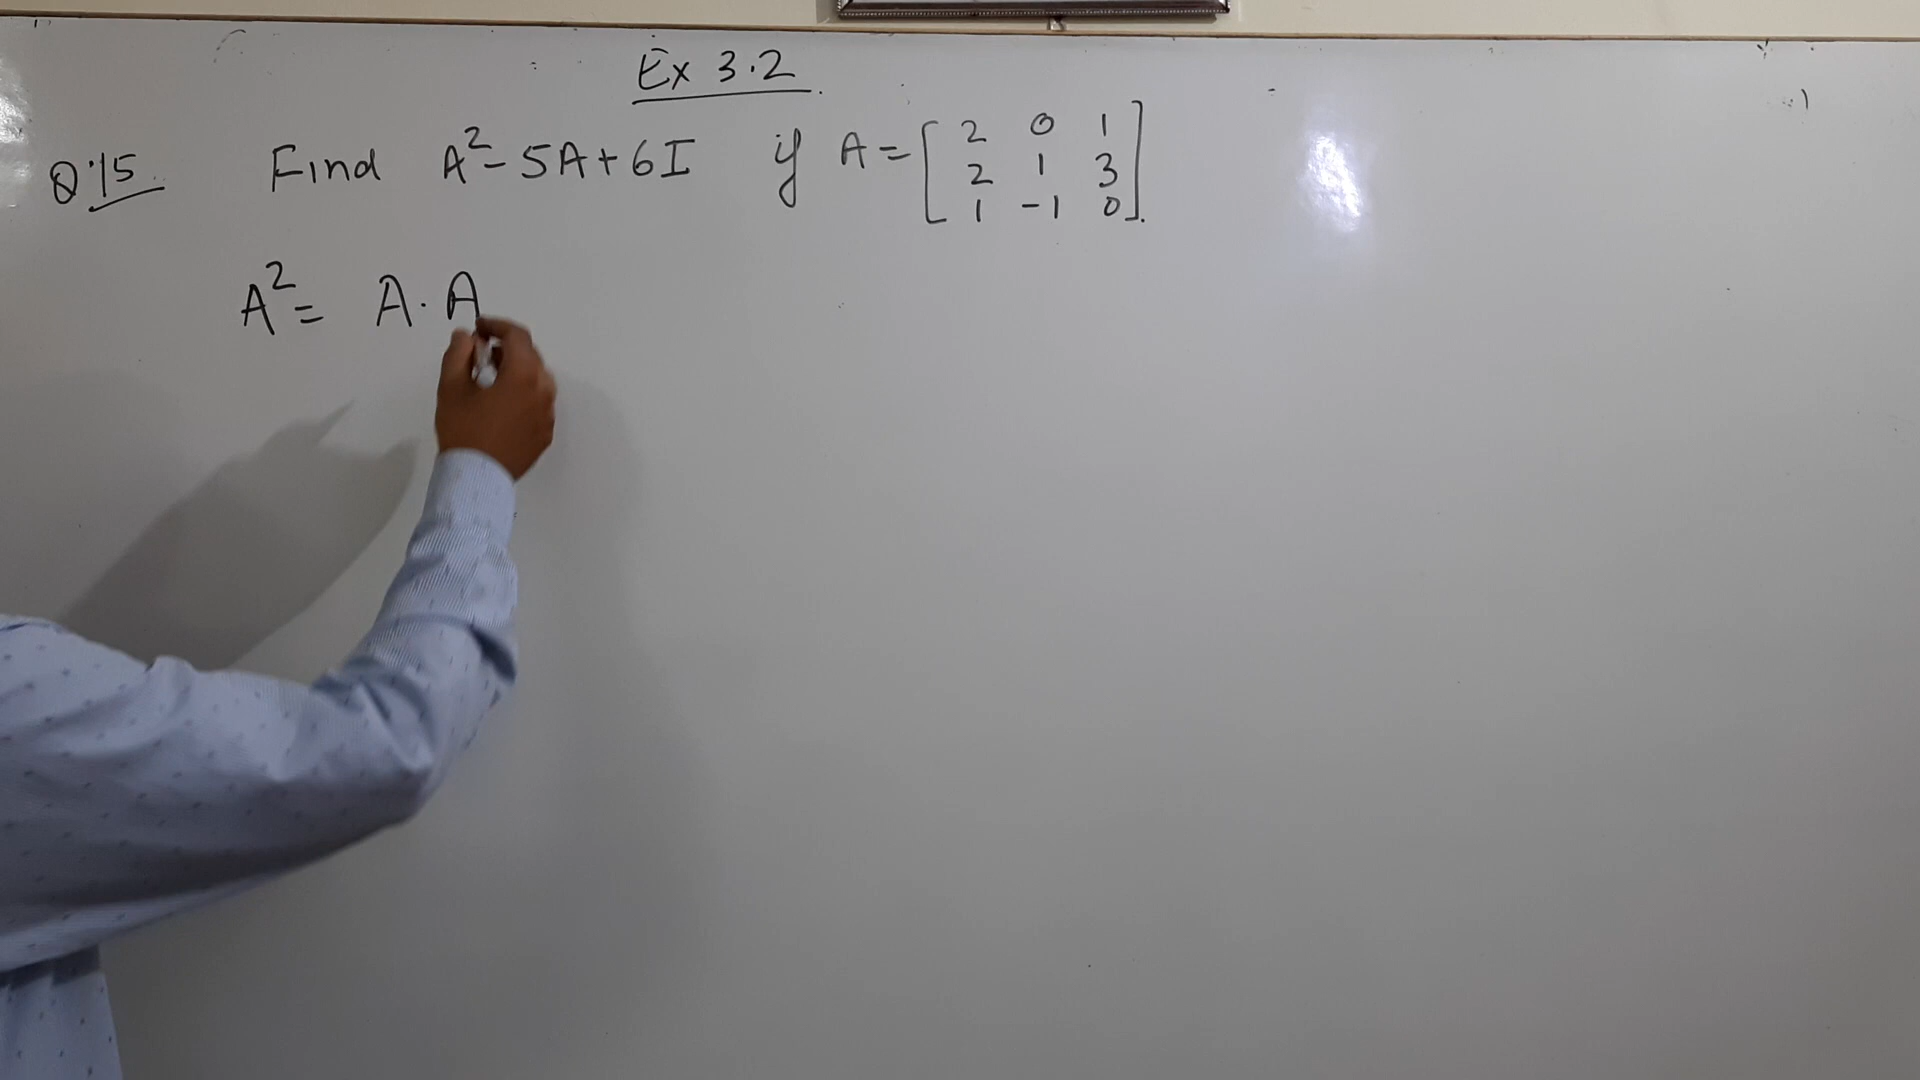 Ex 3.2
Q.15 Find A²-5A+6I if A = [2 0 1
2 1 3
1 -1 0].
A² = A . A